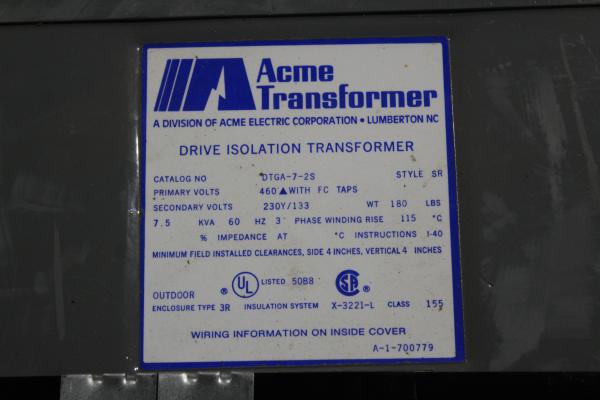 Acme
Transformer
A DIVISION OF ACME ELECTRIC CORPORATION • LUMBERTON NC
DRIVE ISOLATION TRANSFORMER
CATALOG NO DTGA-7-2S STYLE SR
PRIMARY VOLTS 460 ▲ WITH FC TAPS
SECONDARY VOLTS 230Y/133 WT 180 LBS
7.5 KVA 60 HZ 3 PHASE WINDING RISE 115 °C
% IMPEDANCE AT °C INSTRUCTIONS I-40
MINIMUM FIELD INSTALLED CLEARANCES, SIDE 4 INCHES, VERTICAL 4 INCHES
UL ® LISTED 50B8 SA ®
OUTDOOR
ENCLOSURE TYPE 3R INSULATION SYSTEM X-3221-L CLASS 155
WIRING INFORMATION ON INSIDE COVER
A-1-700779